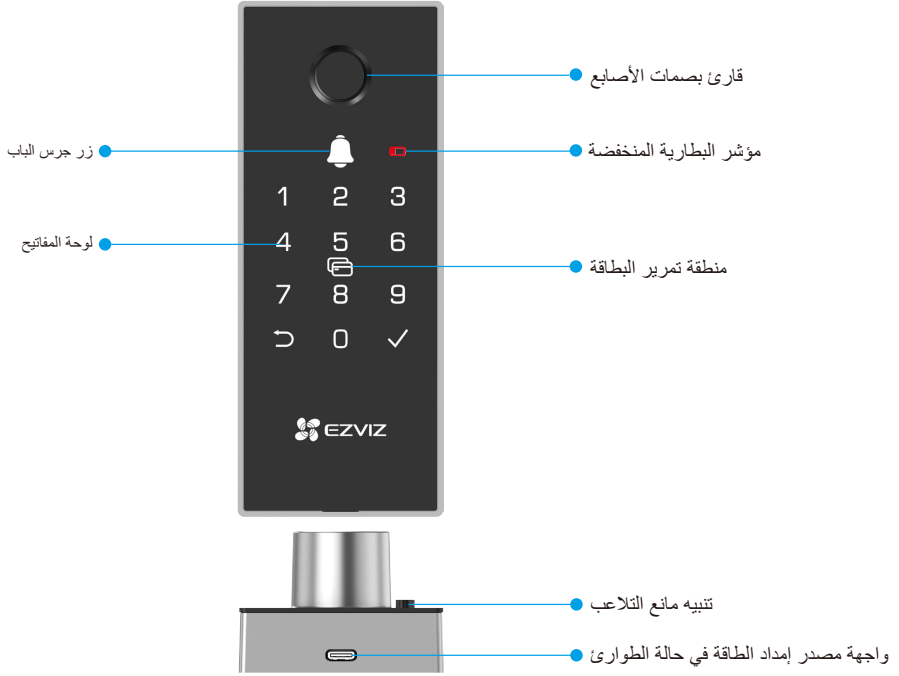 قارئ بصمات الأصابع
زر جرس الباب
مؤشر البطارية المنخفضة
1 2 3
لوحة المفاتيح
4 5 6
منطقة تمرير البطاقة
7 8 9
0
EZVIZ
تنبيه مانع التلاعب
واجهة مصدر إمداد الطاقة في حالة الطوارئ